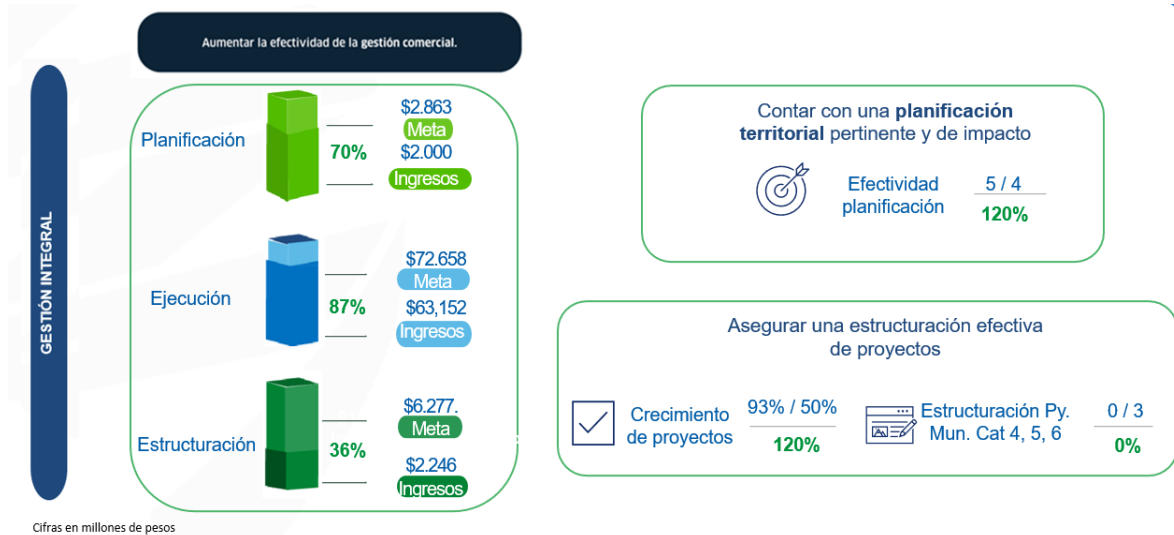 Aumentar la efectividad de la gestión comercial.
GESTIÓN INTEGRAL
Planificación
70%
$2.863
Meta
$2.000
Ingresos
Ejecución
87%
$72.658
Meta
$63,152
Ingresos
Estructuración
36%
$6.277.
Meta
$2.246
Ingresos
Contar con una planificación
territorial pertinente y de impacto
Efectividad
planificación
5 / 4
120%
Asegurar una estructuración efectiva
de proyectos
Crecimiento
de proyectos
93% / 50%
120%
Estructuración Py.
Mun. Cat 4, 5, 6
0 / 3
0%
Cifras en millones de pesos